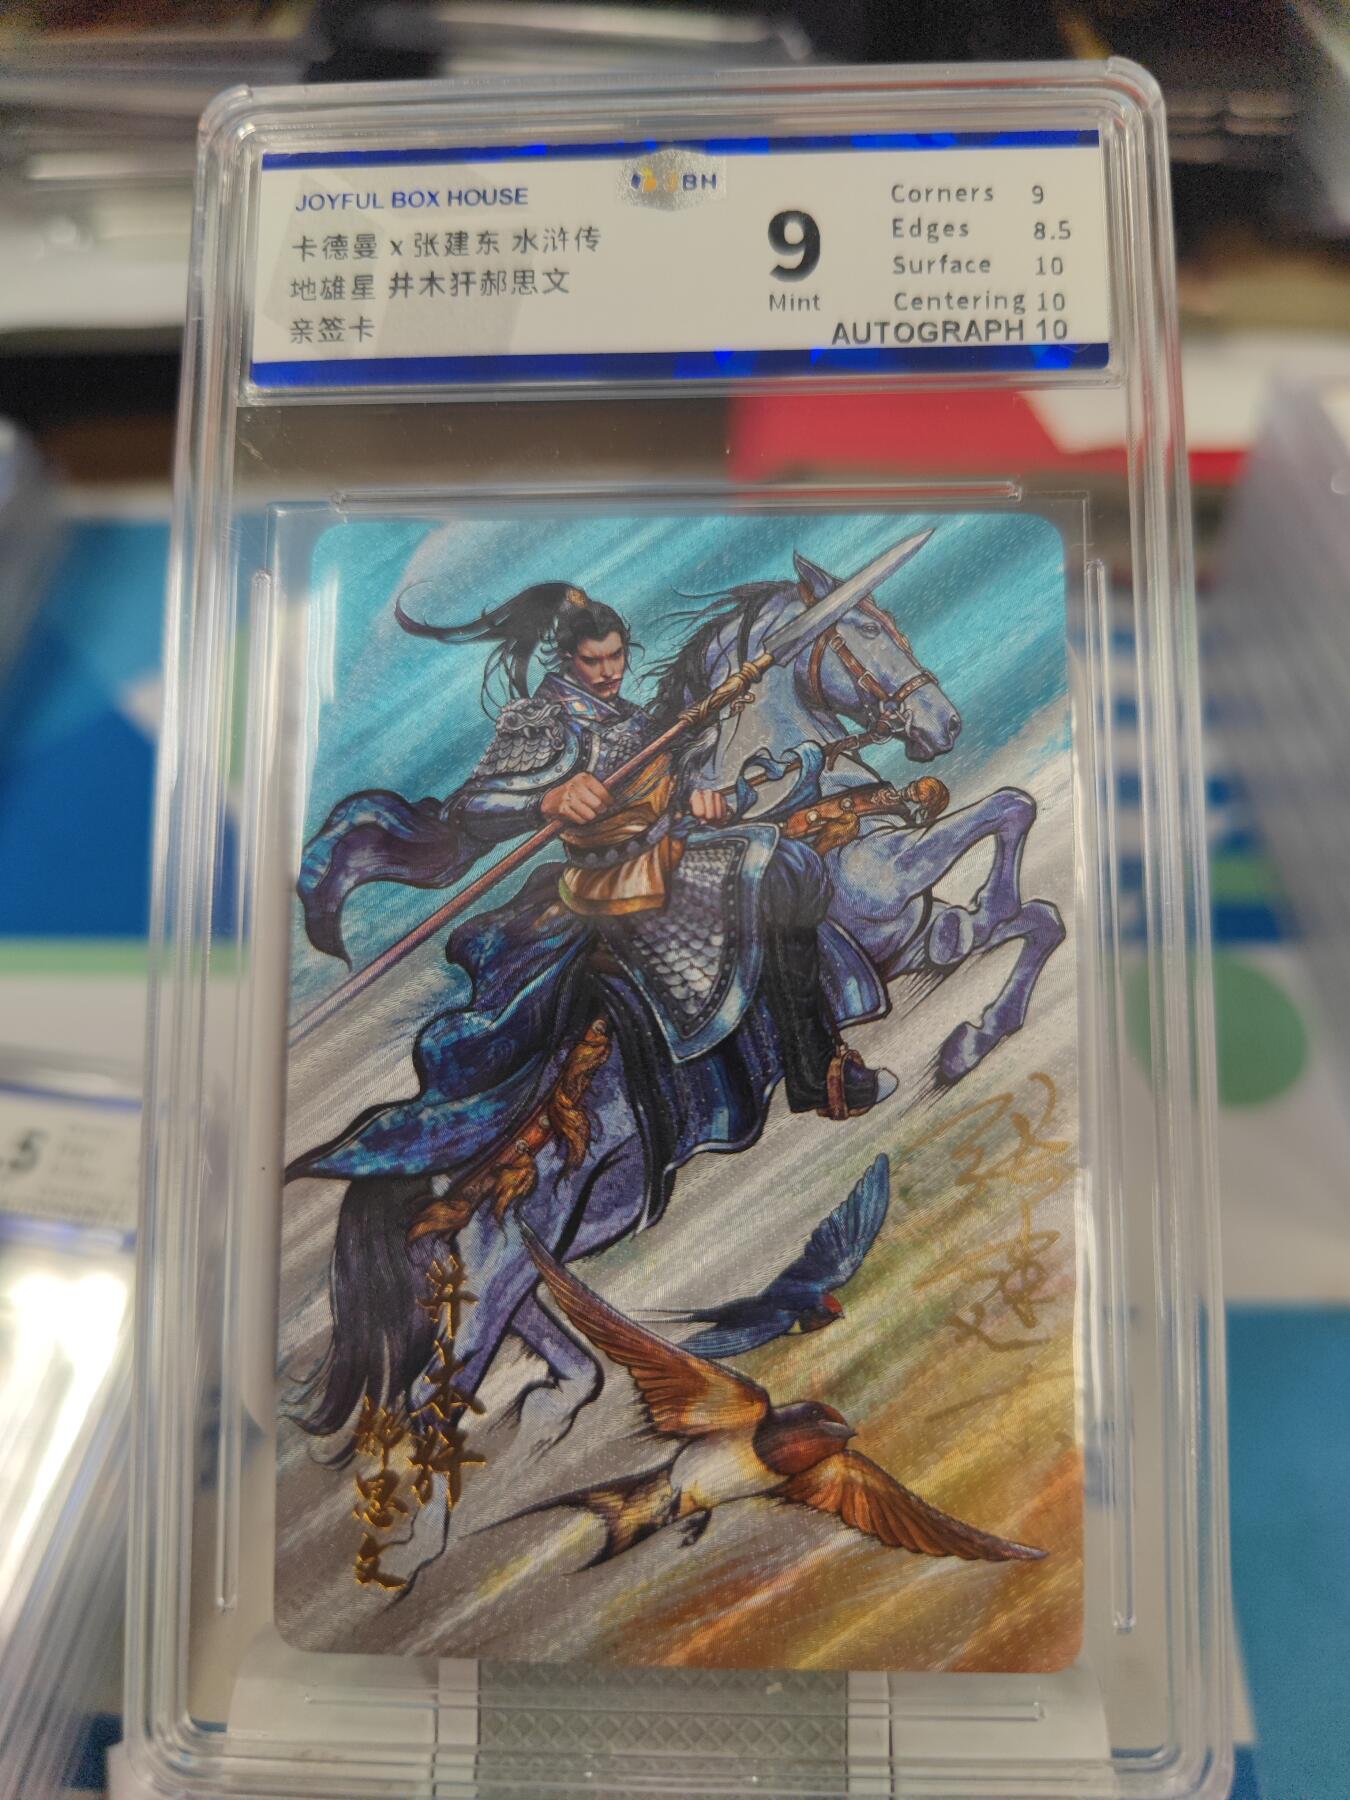 JBH
JOYFUL BOX HOUSE
卡德曼 x 张建东 水浒传
地雄星 井木犴郝思文
亲签卡
9
Mint
Corners 9
Edges 8.5
Surface 10
Centering 10
AUTOGRAPH 10
井木犴
郝思文
.5